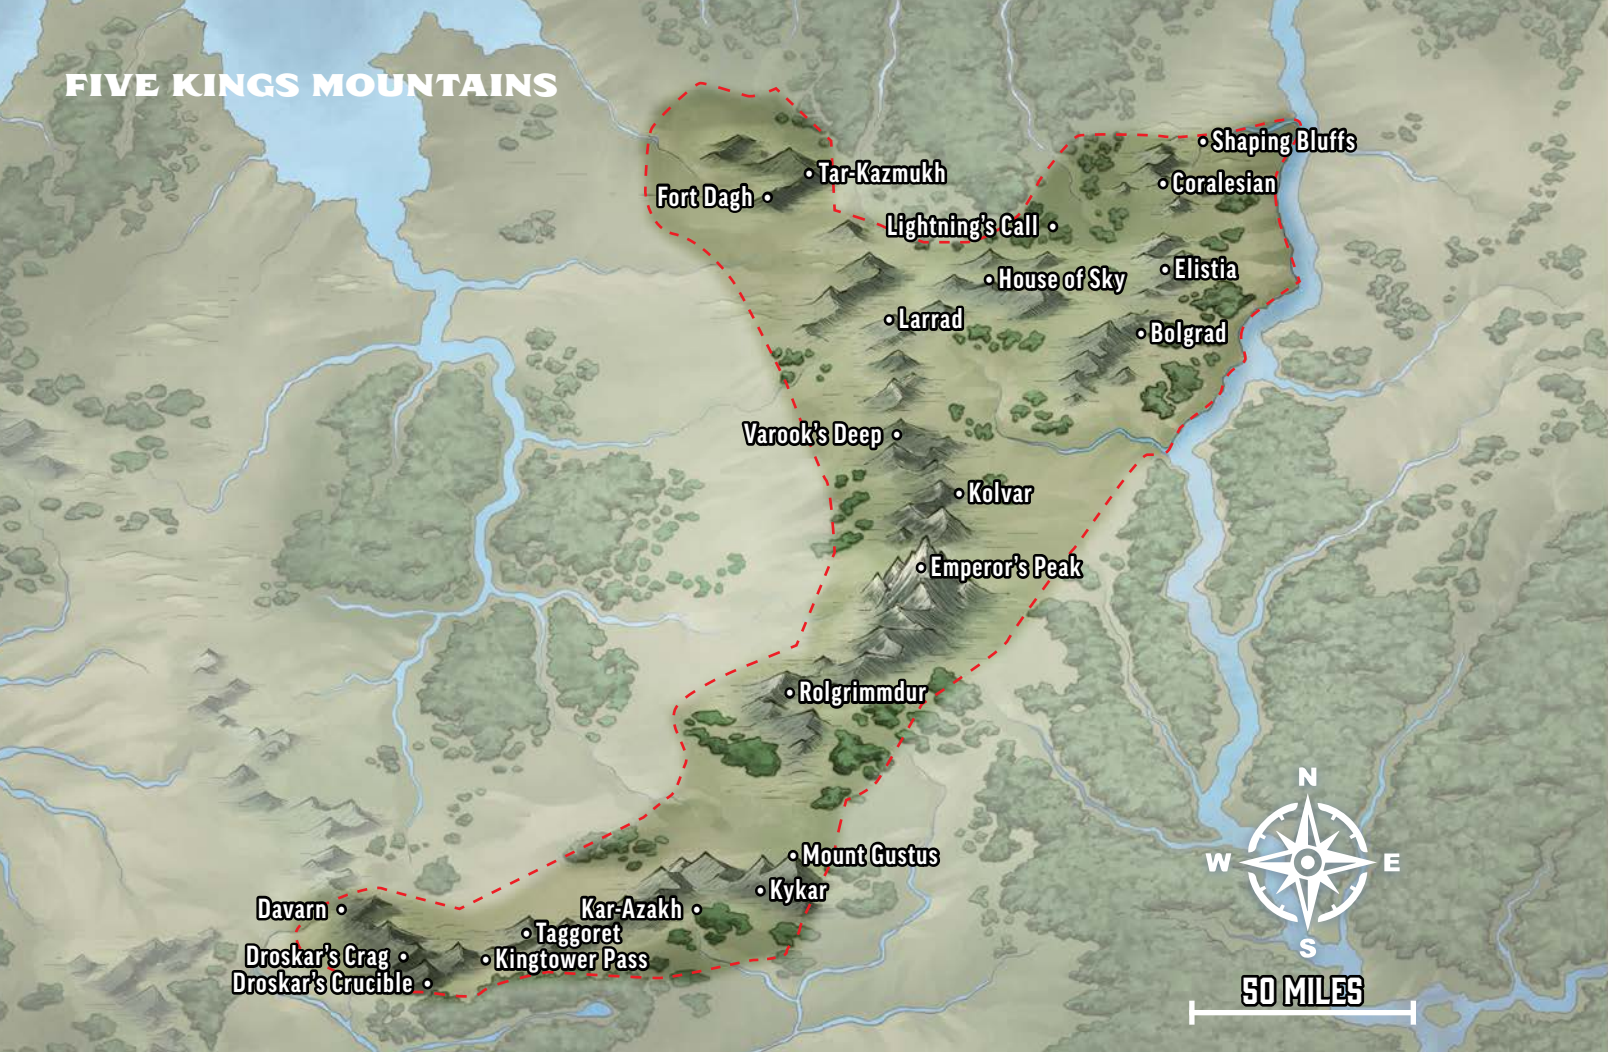 FIVE KINGS MOUNTAINS
Shaping Bluffs
Tar-Kazmukh
Coralesian
Fort Dagh
Lightning's Call
Elistia
House of Sky
Larrad
Bolgrad
Varook's Deep
Kolvar
Emperor's Peak
Rolgrimmdur
N
W
E
S
Mount Gustus
Kykar
Davarn
Kar-Azakh
Taggoret
Droskar's Crag
Kingtower Pass
Droskar's Crucible
50 MILES